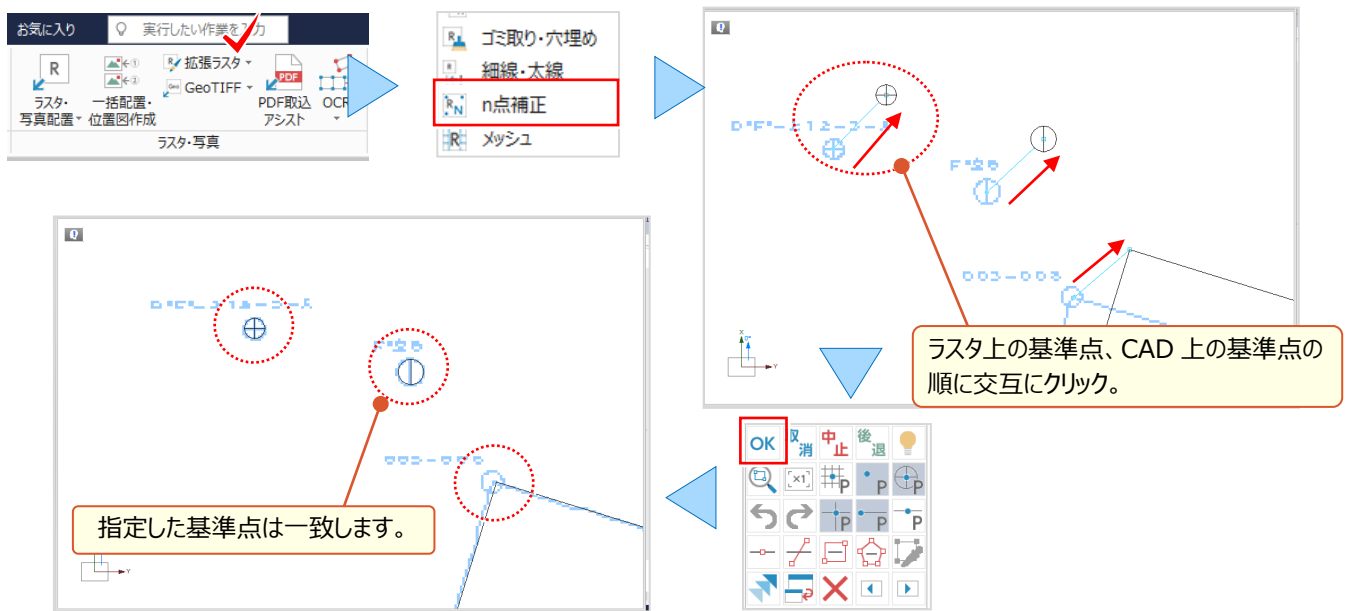 お気に入り
実行したい作業を入力
R
①
②
拡張ラスタ
Geo GeoTIFF
PDF
ラスタ・
写真配置
一括配置・
位置図作成
PDF取込
アシスト
OCR
ラスタ・写真
ゴミ取り・穴埋め
細線・太線
n点補正
メッシュ
ラスタ上の基準点、CAD 上の基準点の
順に交互にクリック。
X
Y
OK
取消
中止
後退
[×1]
P
P
P
P
P
P
指定した基準点は一致します。
Y